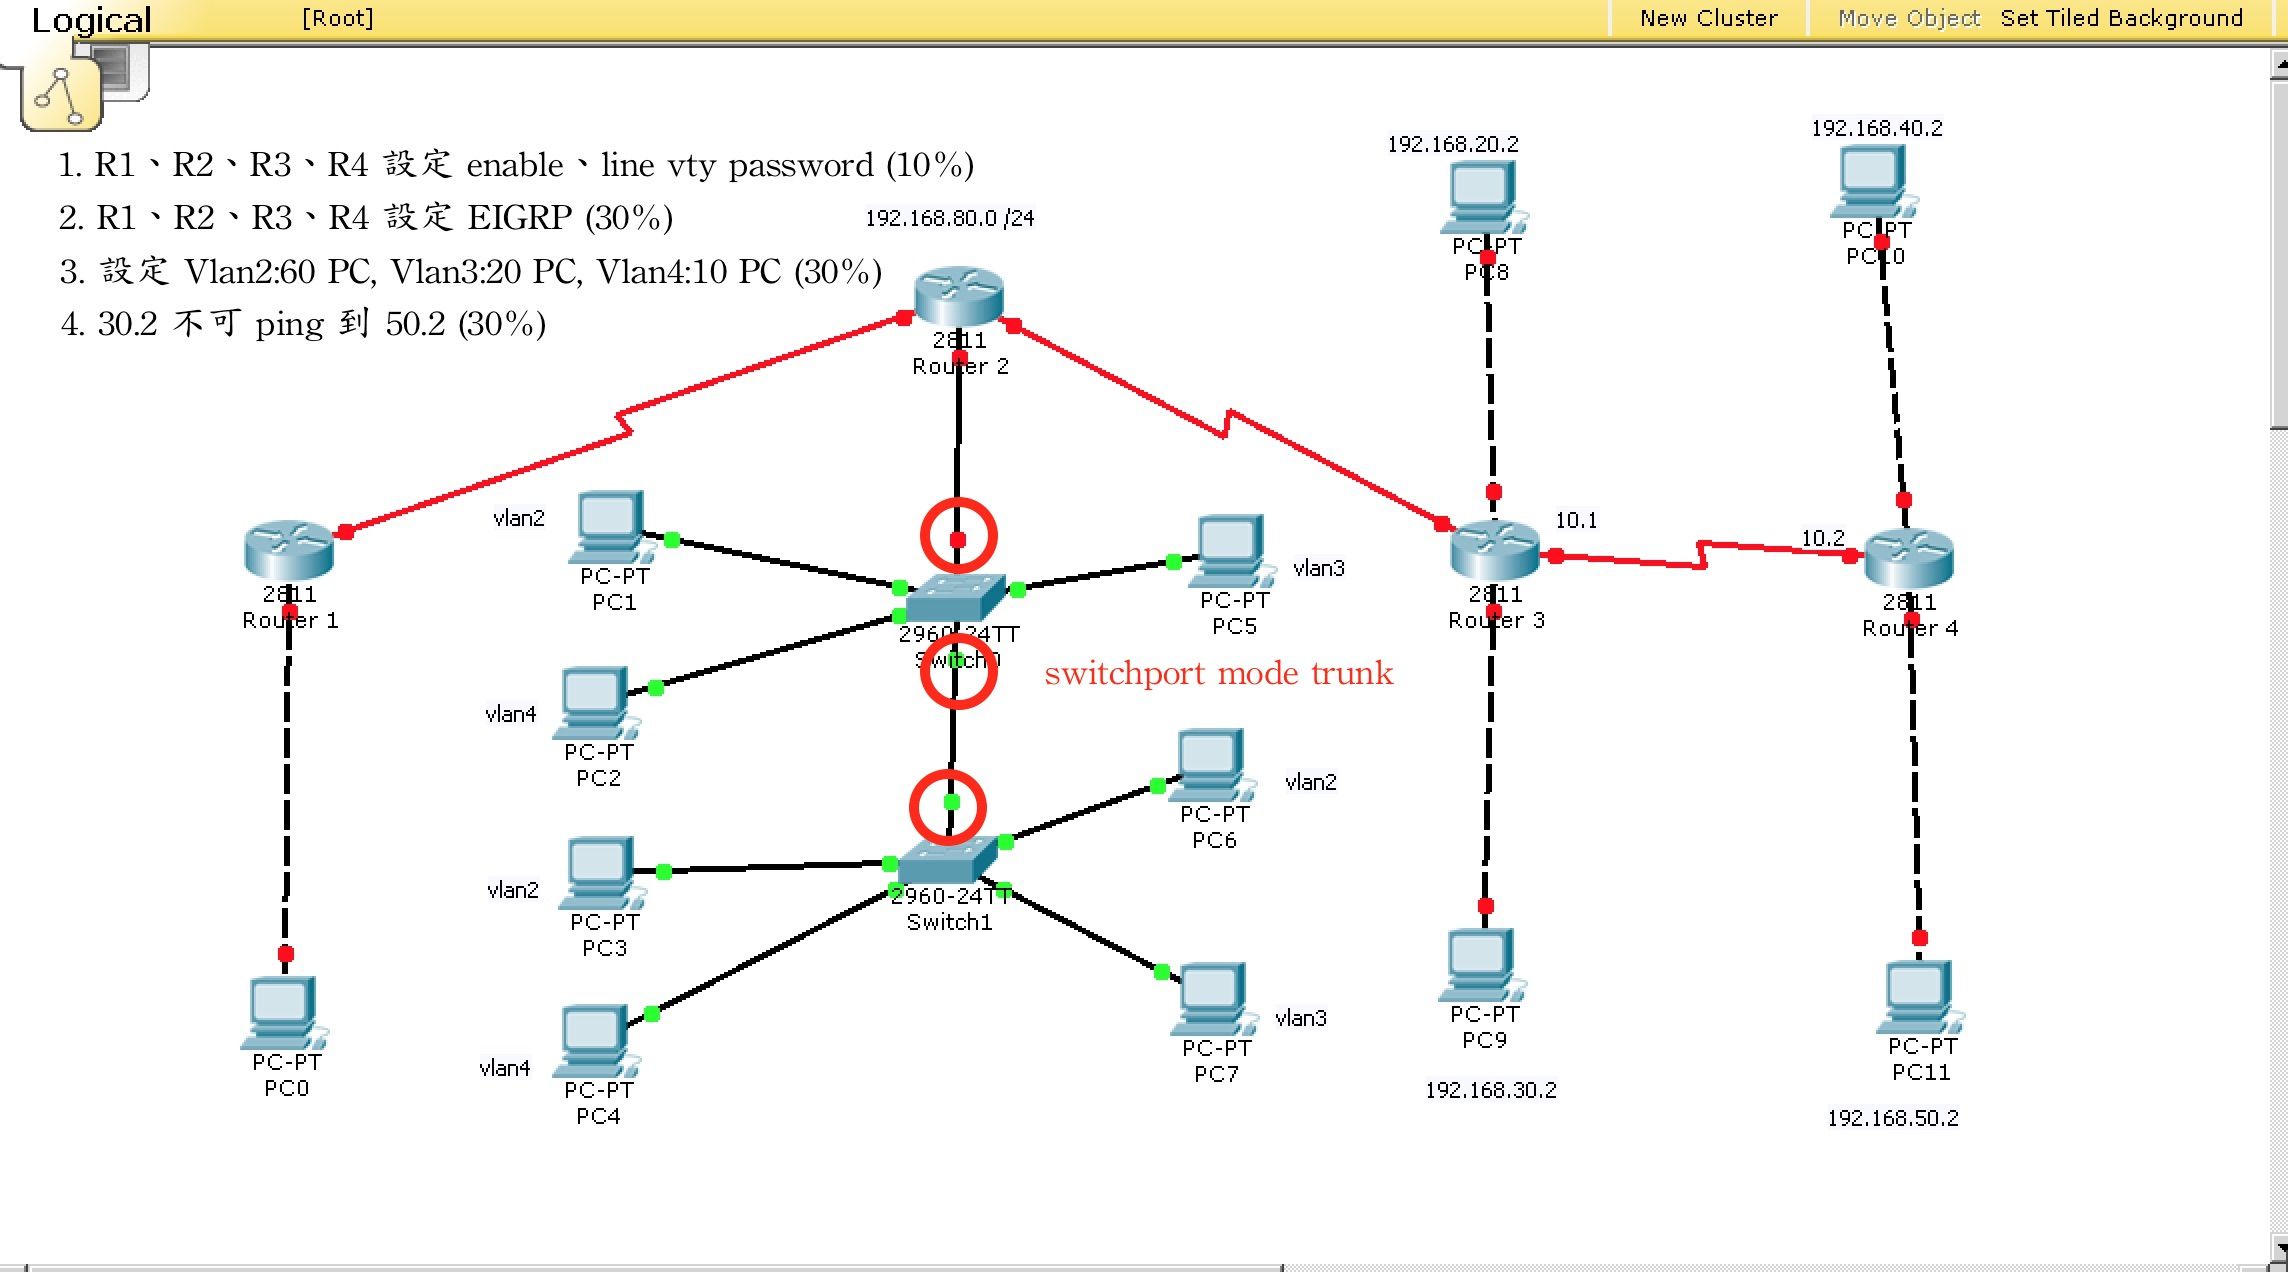 Logical
[Root]
New Cluster
Move Object
Set Tiled Background
1. R1、R2、R3、R4 設定 enable、line vty password (10%)
2. R1、R2、R3、R4 設定 EIGRP (30%)
3. 設定 Vlan2:60 PC, Vlan3:20 PC, Vlan4:10 PC (30%)
4. 30.2 不可 ping 到 50.2 (30%)
192.168.80.0 /24
192.168.20.2
192.168.40.2
PC-PT
PC8
PC-PT
PC10
2811
Router 2
vlan2
PC-PT
PC1
PC-PT
PC5
vlan3
10.1
10.2
2811
Router 1
2811
Router 3
2811
Router 4
2960-24TT
Switch0
switchport mode trunk
vlan4
PC-PT
PC2
PC-PT
PC6
vlan2
vlan2
PC-PT
PC3
2960-24TT
Switch1
PC-PT
PC0
vlan4
PC-PT
PC4
PC-PT
PC7
vlan3
PC-PT
PC9
192.168.30.2
PC-PT
PC11
192.168.50.2